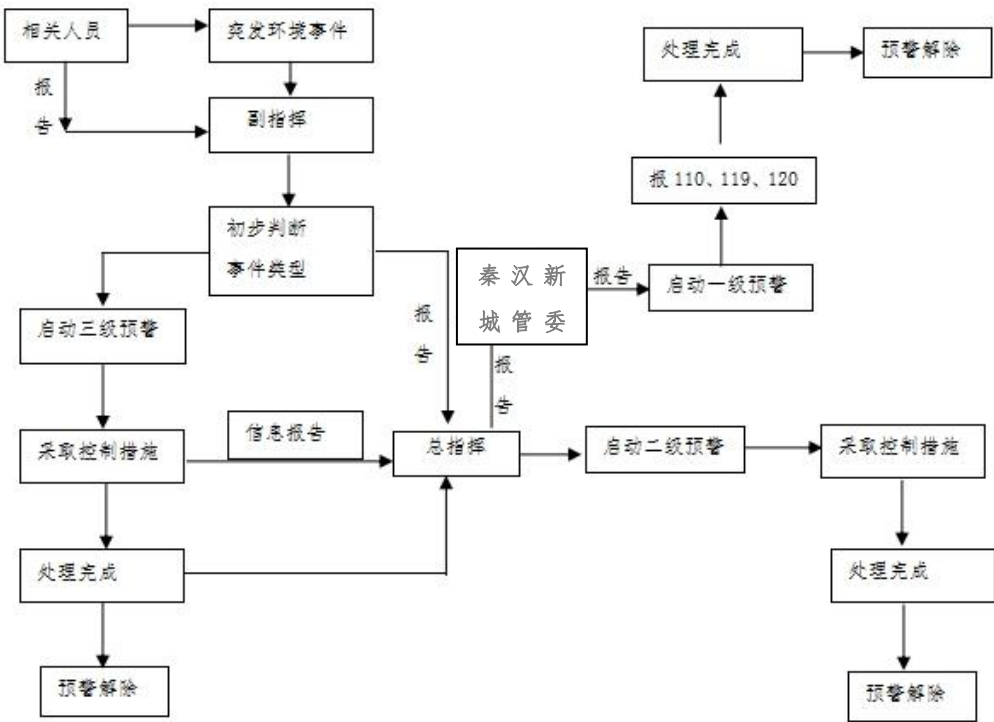 相关人员
突发环境事件
报
告
副指挥
初步判断
事件类型
启动三级预警
采取控制措施
信息报告
处理完成
预警解除
报
告
总指挥
秦汉新
城管委
报
告
报告
启动一级预警
报110、119、120
处理完成
预警解除
启动二级预警
采取控制措施
处理完成
预警解除